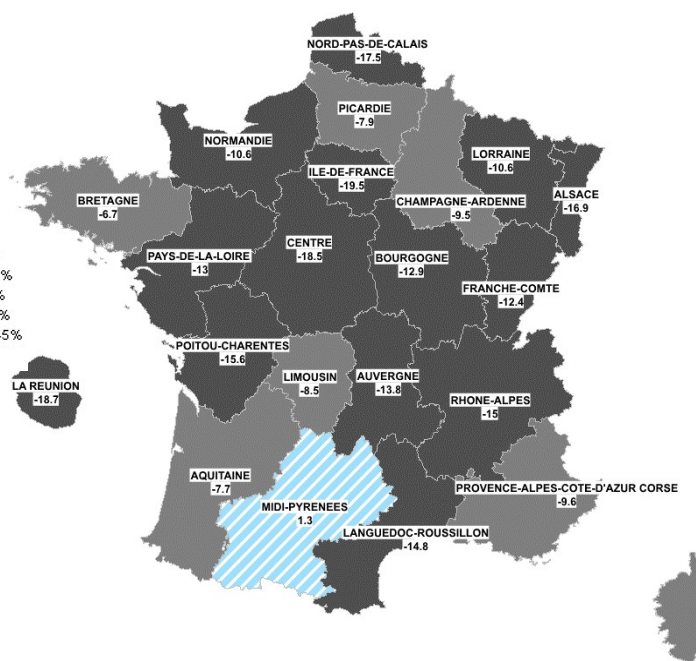 NORD-PAS-DE-CALAIS
-17.5
PICARDIE
-7.9
NORMANDIE
-10.6
LORRAINE
-10.6
ILE-DE-FRANCE
-19.5
ALSACE
-16.9
CHAMPAGNE-ARDENNE
-9.5
BRETAGNE
-6.7
CENTRE
-18.5
PAYS-DE-LA-LOIRE
-13
BOURGOGNE
-12.9
%
%
%
5%
FRANCHE-COMTE
-12.4
POITOU-CHARENTES
-15.6
LIMOUSIN
-8.5
AUVERGNE
-13.8
LA REUNION
-18.7
RHONE-ALPES
-15
AQUITAINE
-7.7
PROVENCE-ALPES-COTE-D'AZUR CORSE
-9.6
MIDI-PYRENEES
1.3
LANGUEDOC-ROUSSILLON
-14.8